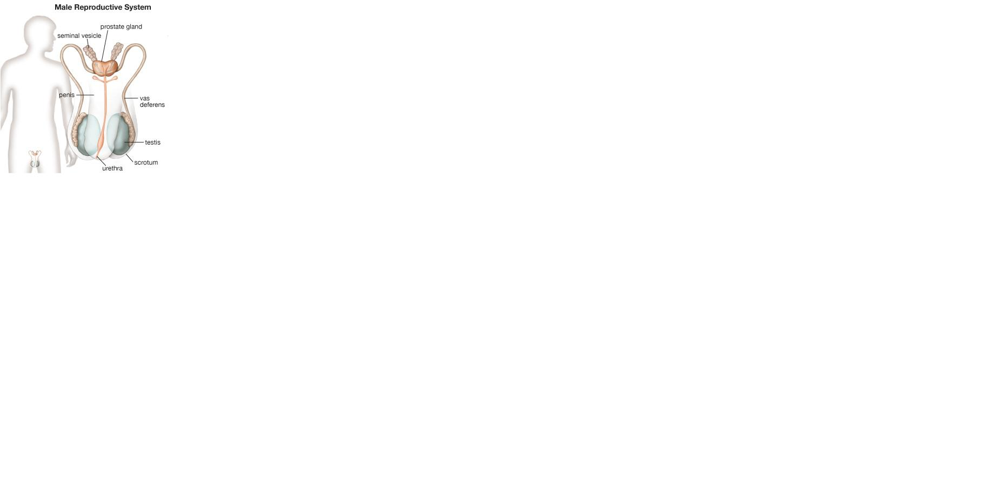 Male Reproductive System
prostate gland
seminal vesicle
penis
vas
deferens
testis
scrotum
urethra